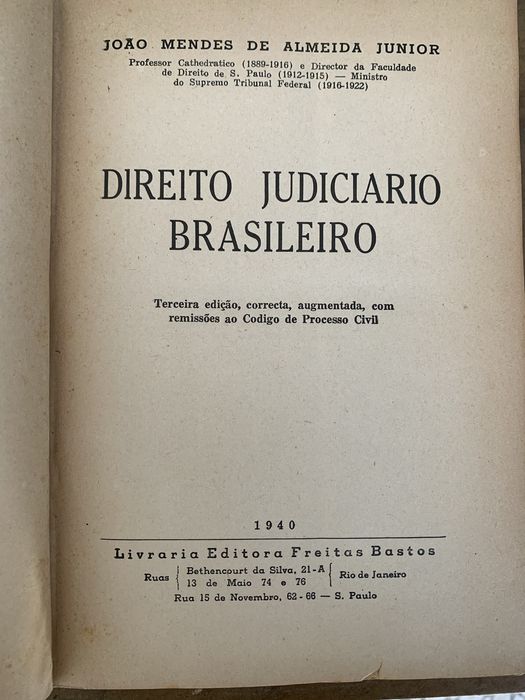 JOÃO MENDES DE ALMEIDA JUNIOR
Professor Cathedratico (1889-1916) e Director da Faculdade
de Direito de S. Paulo (1912-1915) — Ministro
do Supremo Tribunal Federal (1916-1922)
DIREITO JUDICIARIO
BRASILEIRO
Terceira edição, correcta, augmentada, com
remissões ao Codigo de Processo Civil
1940
Livraria Editora Freitas Bastos
Ruas { Bethencourt da Silva, 21-A { Rio de Janeiro
13 de Maio 74 e 76
Rua 15 de Novembro, 62-66 — S. Paulo